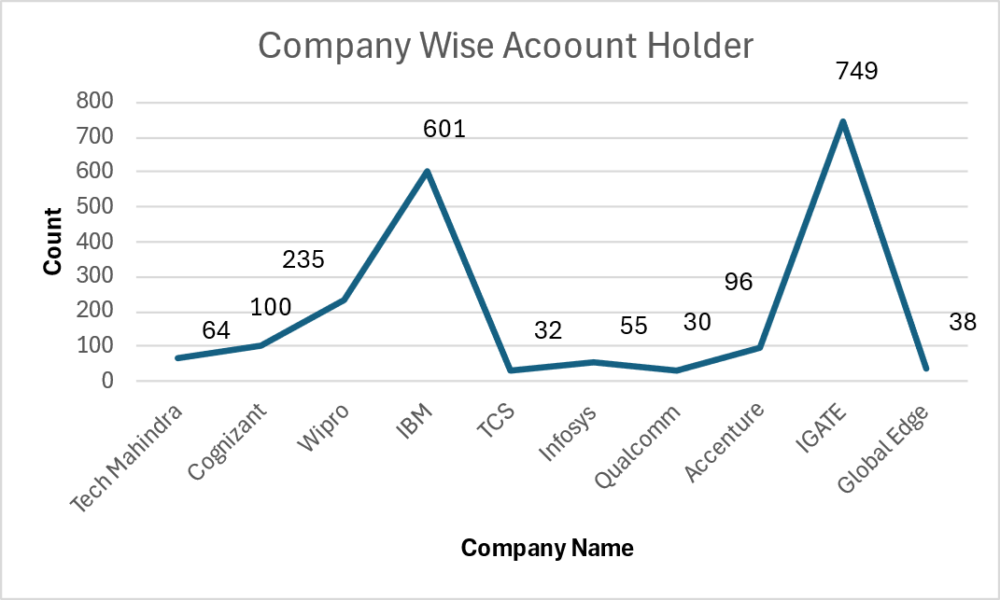 Company Wise Acoount Holder
749
800
700
601
600
500
400
300
235
96
200
100
64
32
55
30
38
100
0
Count
Tech Mahindra
Cognizant
Wipro
IBM
TCS
Infosys
Qualcomm
Accenture
IGATE
Global Edge
Company Name